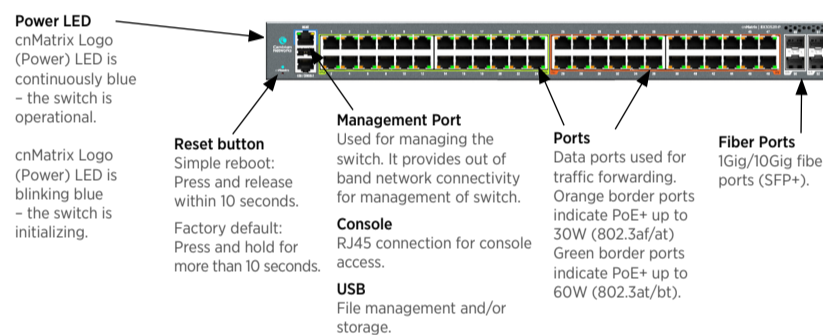 Power LED
cnMatrix Logo
(Power) LED is
continuously blue
– the switch is
operational.
cnMatrix Logo
(Power) LED is
blinking blue
– the switch is
initializing.
Reset button
Simple reboot:
Press and release
within 10 seconds.
Factory default:
Press and hold for
more than 10 seconds.
Management Port
Used for managing the
switch. It provides out of
band network connectivity
for management of switch.
Console
RJ45 connection for console
access.
USB
File management and/or
storage.
Ports
Data ports used for
traffic forwarding.
Orange border ports
indicate PoE+ up to
30W (802.3af/at)
Green border ports
indicate PoE+ up to
60W (802.3at/bt).
Fiber Ports
1Gig/10Gig fibe
ports (SFP+).